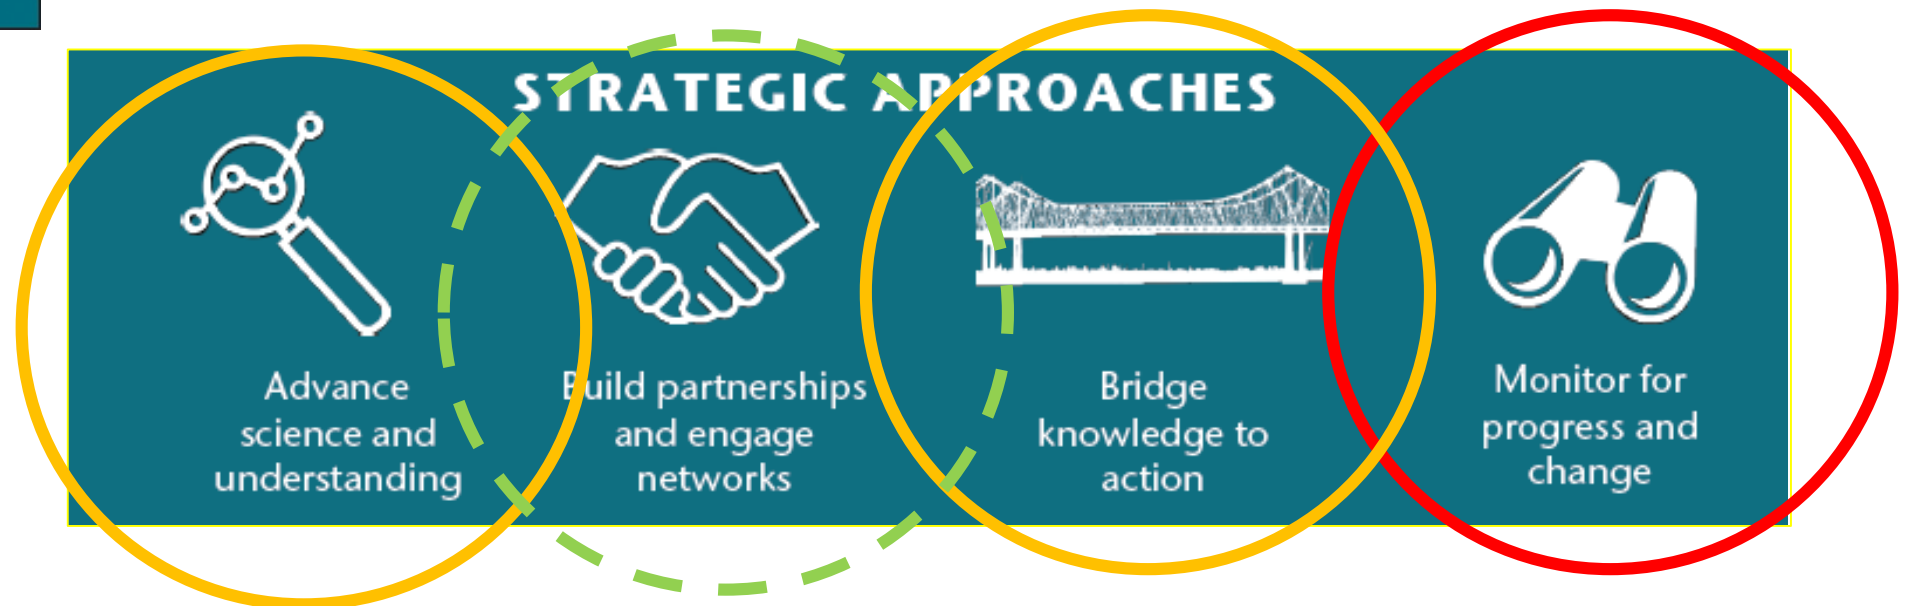 STRATEGIC APPROACHES
Advance
science and
understanding
Build partnerships
and engage
networks
Bridge
knowledge to
action
Monitor for
progress and
change